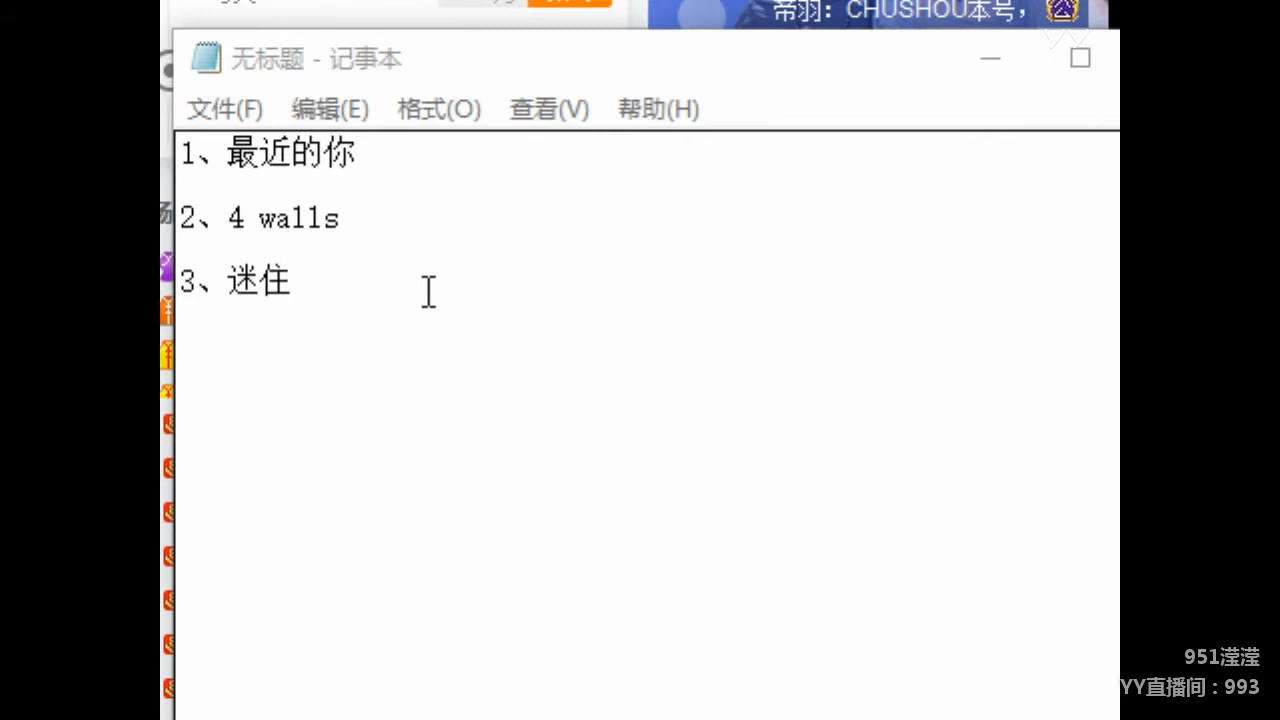 帝羽：CHUSHOU本号，
无标题 - 记事本
文件(F) 编辑(E) 格式(O) 查看(V) 帮助(H)
1、最近的你
2、4 walls
3、迷住
951滢滢
YY直播间：993